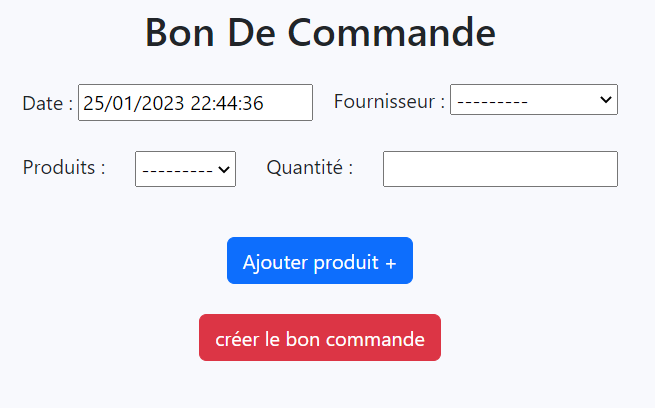 Bon De Commande
Date : 25/01/2023 22:44:36 Fournisseur : ---------
Produits : --------- Quantité :
Ajouter produit +
créer le bon commande